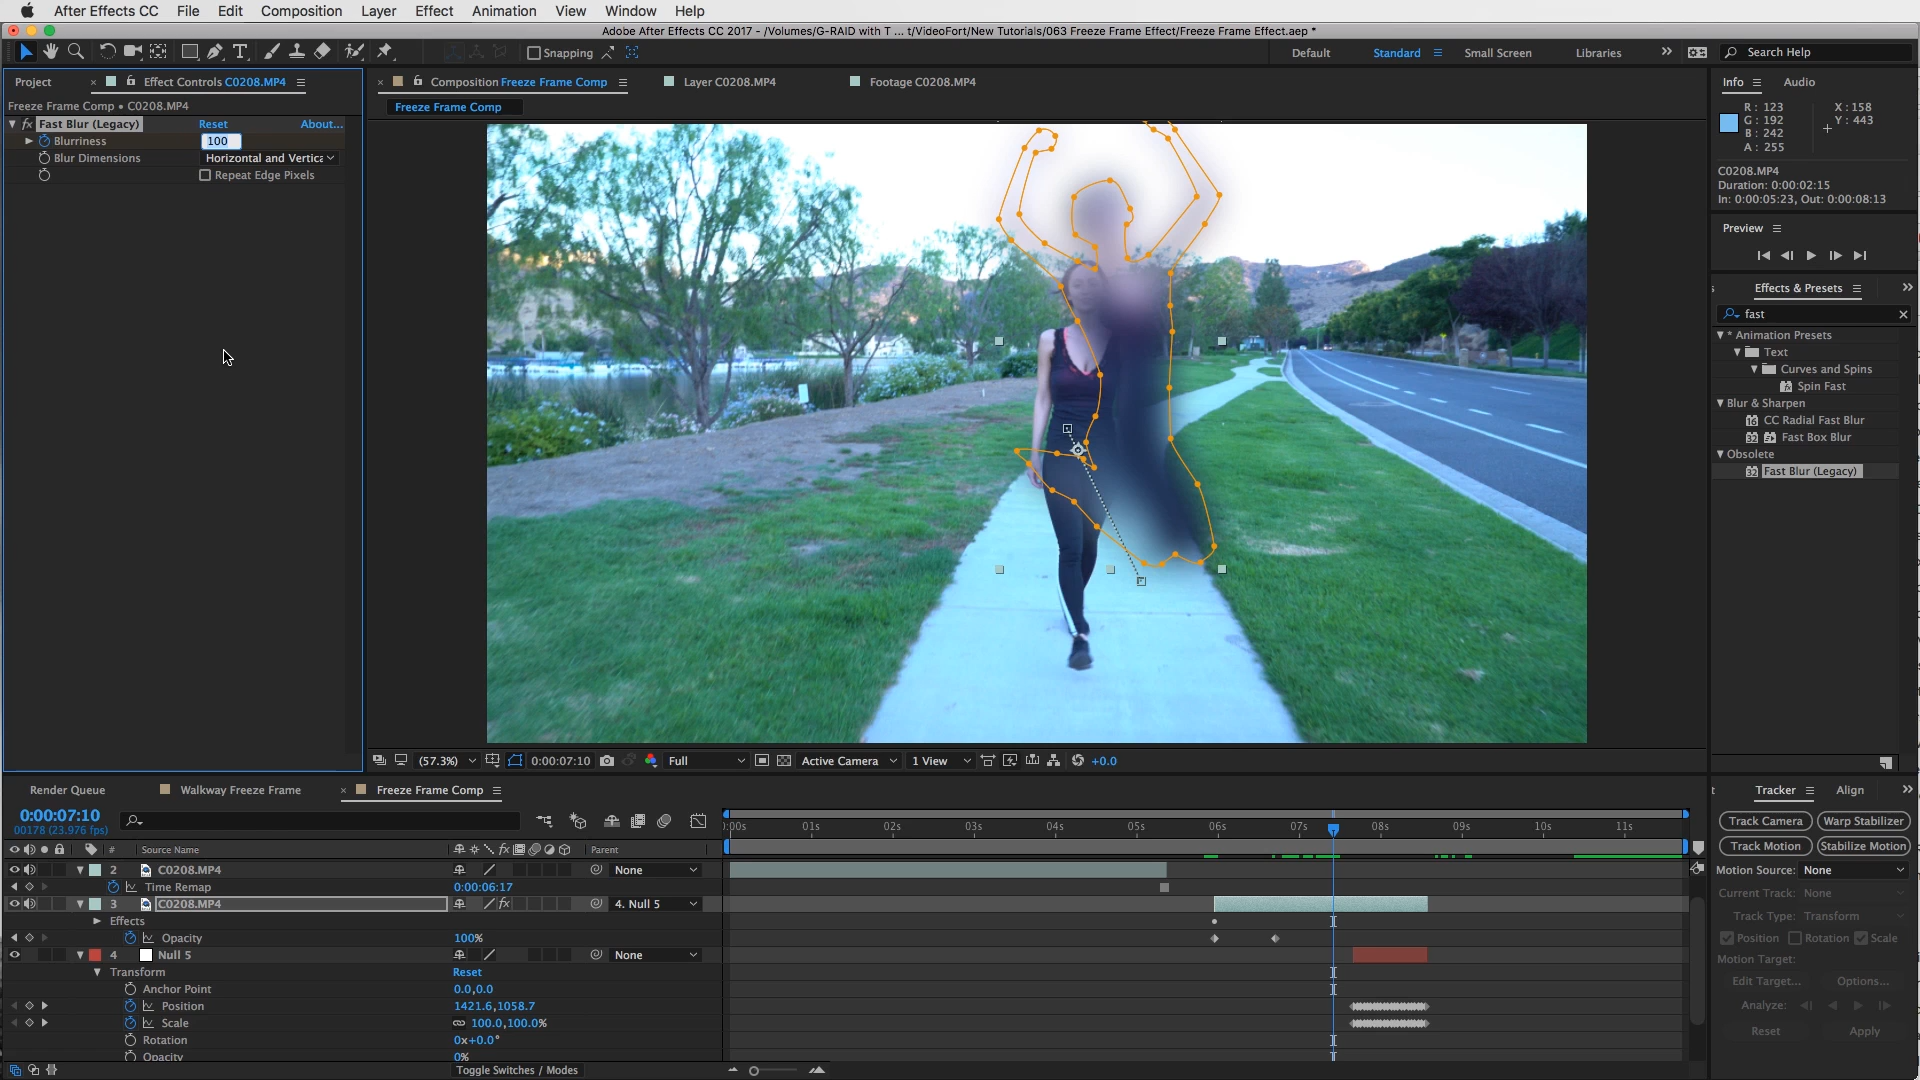 After Effects CC File Edit Composition Layer Effect Animation View Window Help
Adobe After Effects CC 2017 - /Volumes/G-RAID with T ... t/VideoFort/New Tutorials/063 Freeze Frame Effect/Freeze Frame Effect.aep *
Snapping Default Standard Small Screen Libraries Search Help
Project Effect Controls C0208.MP4 Composition Freeze Frame Comp Layer C0208.MP4 Footage C0208.MP4 Info Audio
Freeze Frame Comp • C0208.MP4
Freeze Frame Comp
Fast Blur (Legacy) Reset About...
Blurriness 100
Blur Dimensions Horizontal and Vertica
Repeat Edge Pixels
R: 123 X: 158
G: 192 Y: 443
B: 242
A: 255
C0208.MP4
Duration: 0:00:02:15
In: 0:00:05:23, Out: 0:00:08:13
Preview
Effects & Presets
fast
* Animation Presets
Text
Curves and Spins
Spin Fast
Blur & Sharpen
CC Radial Fast Blur
Fast Box Blur
Obsolete
Fast Blur (Legacy)
(57.3%) 0:00:07:10 Full Active Camera 1 View +0.0
Render Queue Walkway Freeze Frame Freeze Frame Comp
0:00:07:10
00178 (23.976 fps)
:00s 01s 02s 03s 04s 05s 06s 07s 08s 09s 10s 11s
# Source Name fx Parent
2 C0208.MP4 None
Time Remap 0:00:06:17
3 C0208.MP4 fx 4. Null 5
Effects
Opacity 100%
4 Null 5 None
Transform Reset
Anchor Point 0.0,0.0
Position 1421.6,1058.7
Scale 100.0,100.0%
Rotation 0x+0.0°
Opacity 0%
Toggle Switches / Modes
Tracker Align
Track Camera Warp Stabilizer
Track Motion Stabilize Motion
Motion Source: None
Current Track: None
Track Type: Transform
Position Rotation Scale
Motion Target:
Edit Target... Options...
Analyze:
Reset Apply